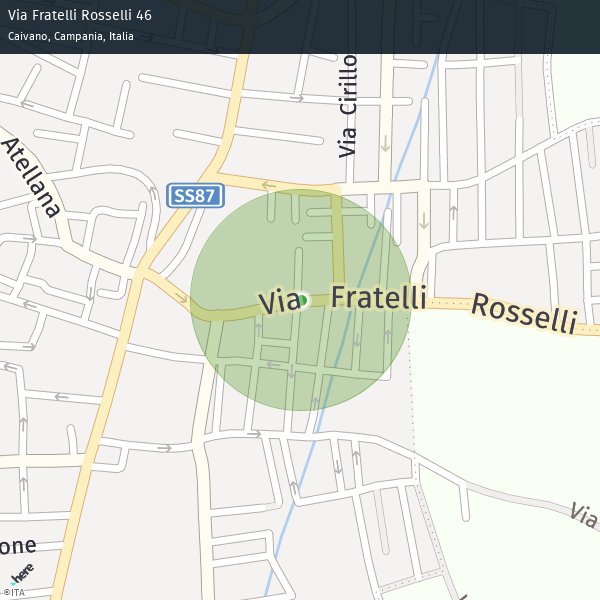 Via Fratelli Rosselli 46
Caivano, Campania, Italia
Via Cirillo
Atellana
SS87
Via Fratelli Rosselli
Via
one
here
©ITA